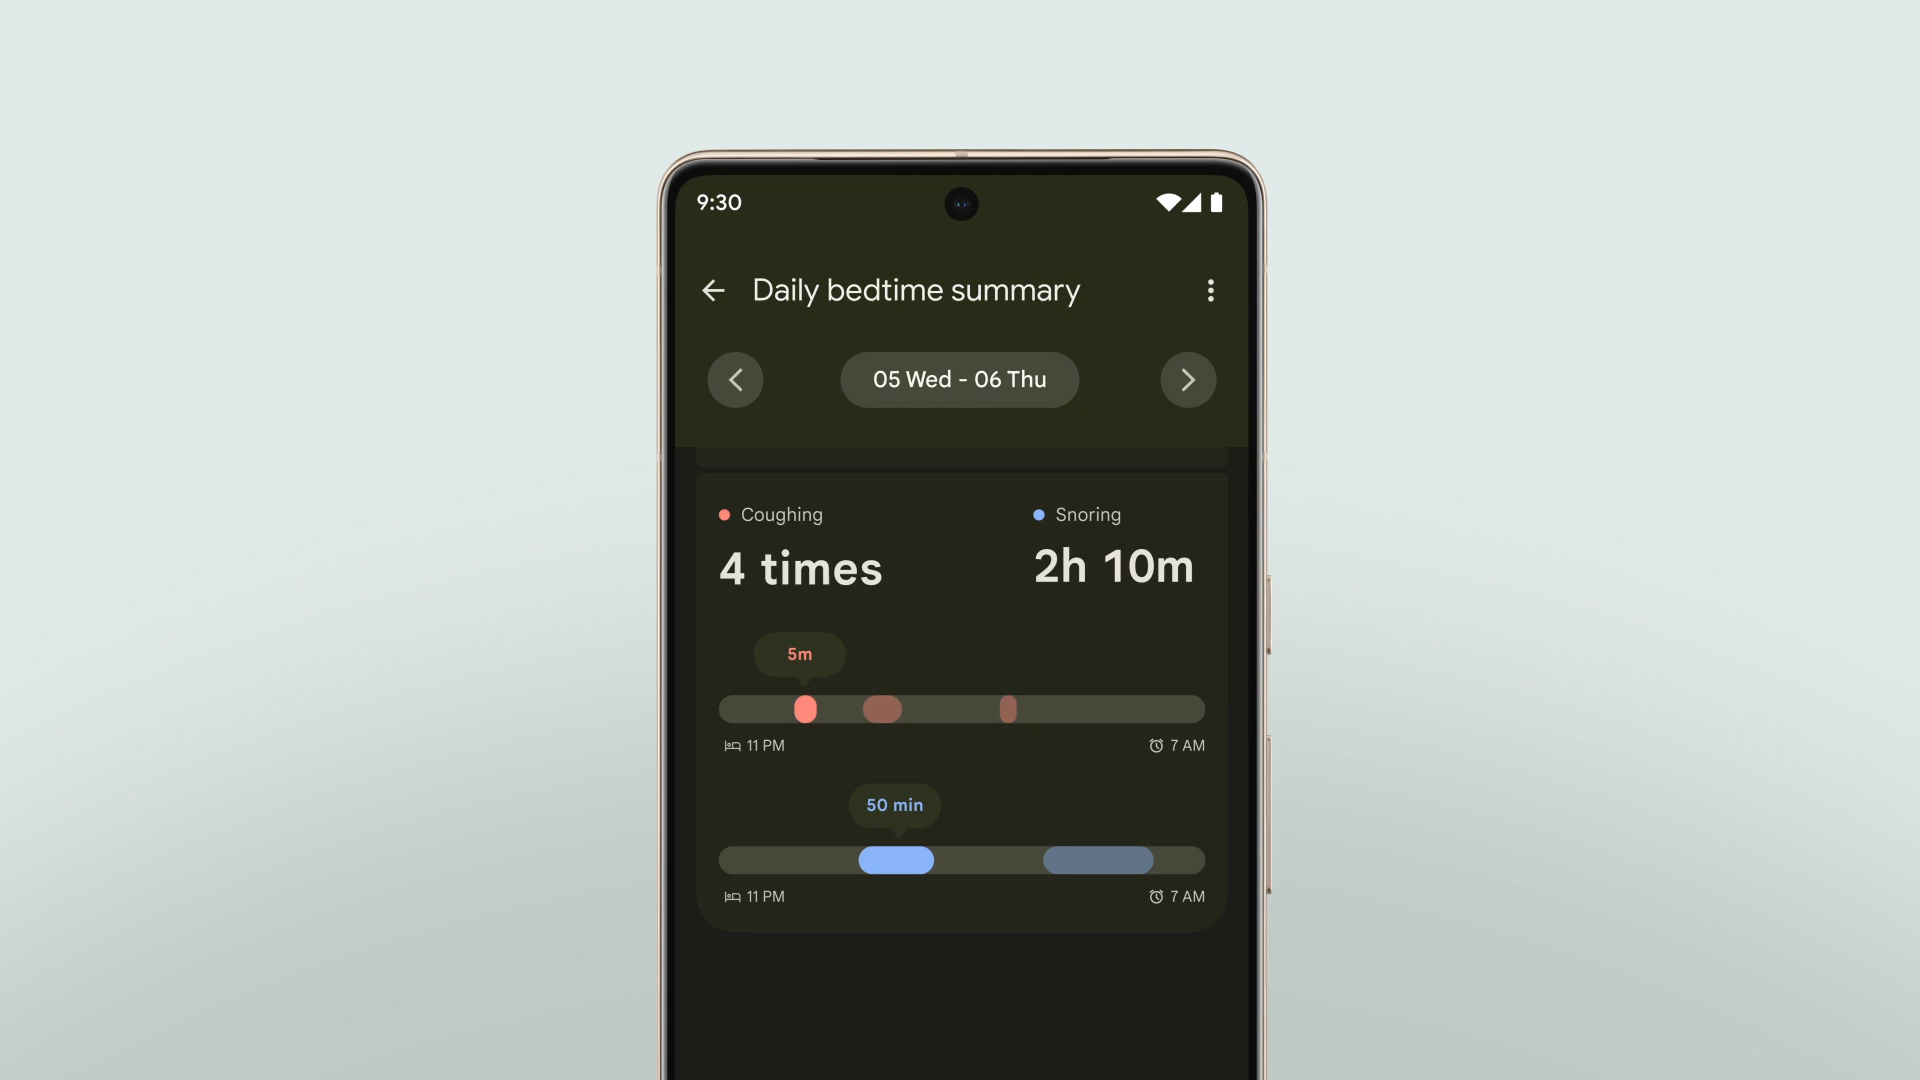 9:30
Daily bedtime summary
05 Wed - 06 Thu
Coughing
Snoring
4 times
2h 10m
5m
11 PM
7 AM
50 min
11 PM
7 AM